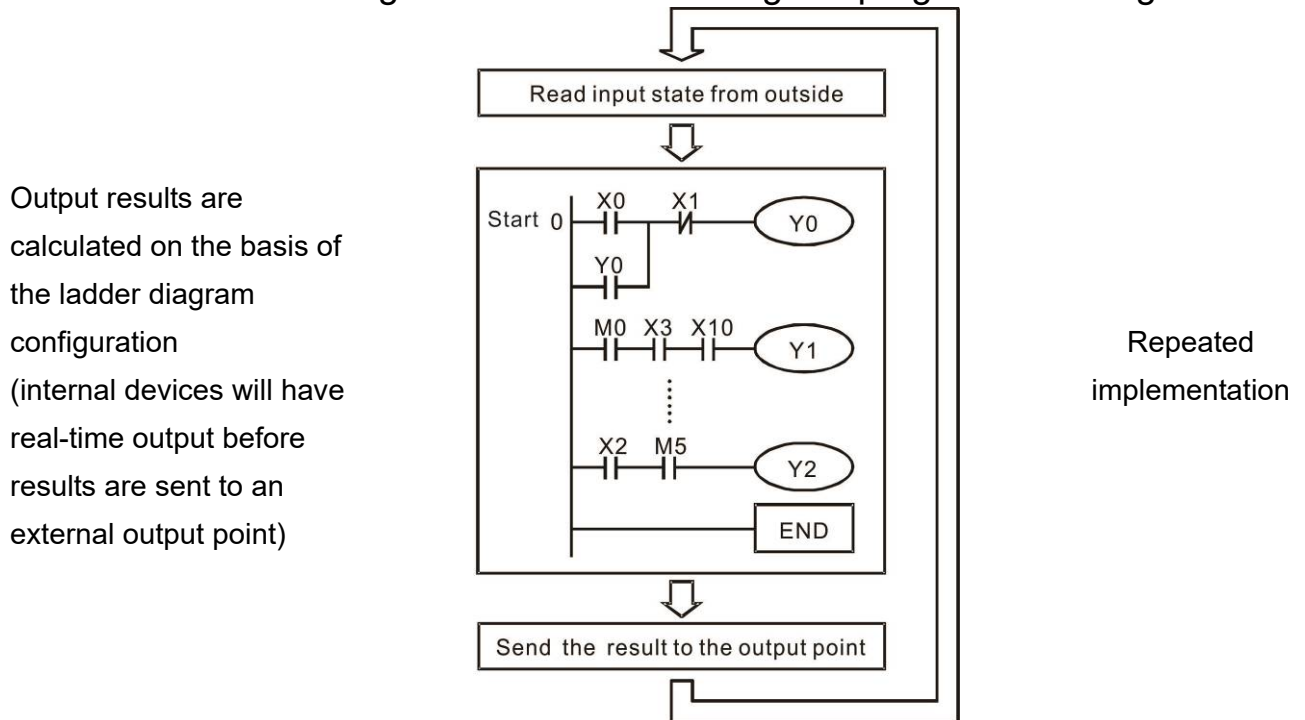 Read input state from outside
Output results are
calculated on the basis of
the ladder diagram
configuration
(internal devices will have
real-time output before
results are sent to an
external output point)
Start 0
X0 X1
Y0
Y0
M0 X3 X10
Y1
X2 M5
Y2
END
Repeated
implementation
Send the result to the output point